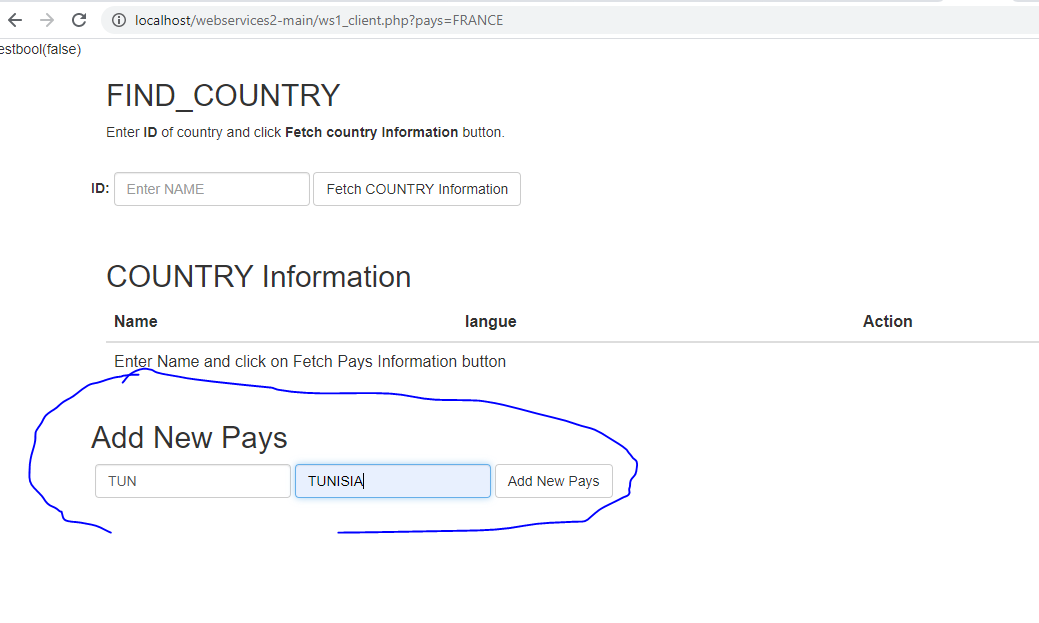 localhost/webservices2-main/ws1_client.php?pays=FRANCE
estbool(false)
FIND_COUNTRY
Enter ID of country and click Fetch country Information button.
ID: Enter NAME Fetch COUNTRY Information
COUNTRY Information
Name langue Action
Enter Name and click on Fetch Pays Information button
Add New Pays
TUN TUNISIA Add New Pays